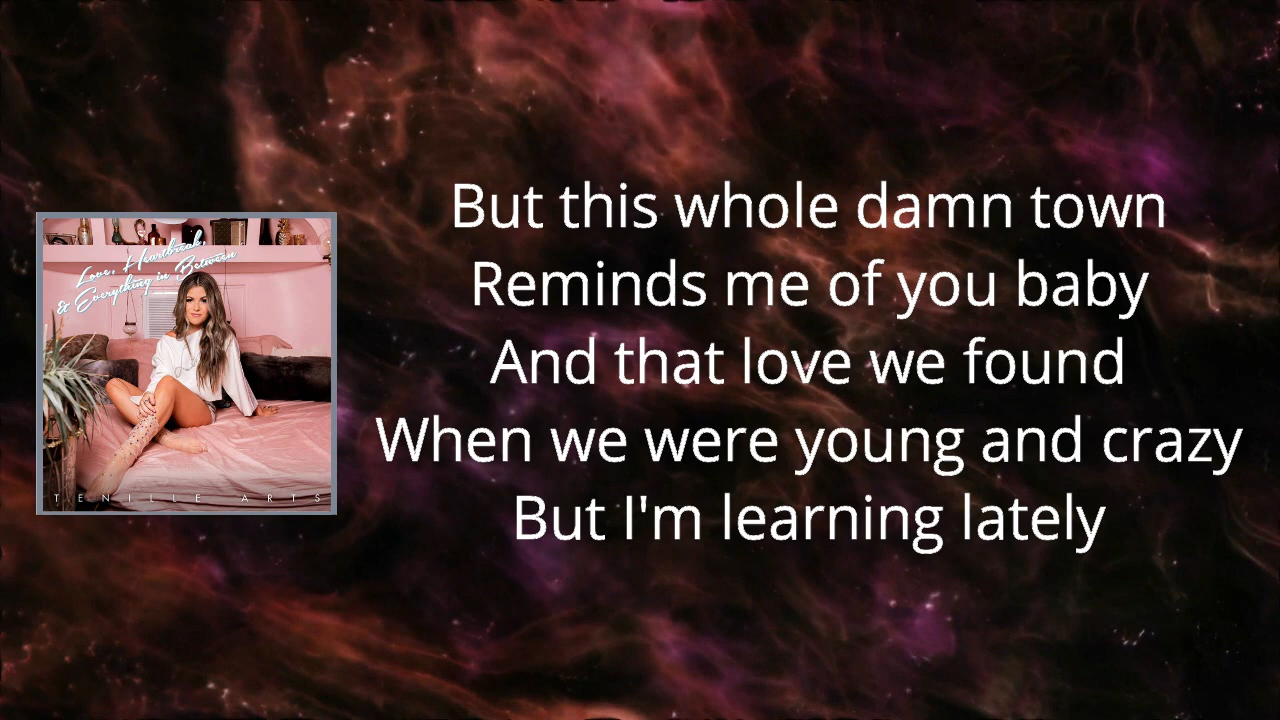 Love, Heartbreak,
& Everything in Between
TENILLE ARTS
But this whole damn town
Reminds me of you baby
And that love we found
When we were young and crazy
But I'm learning lately